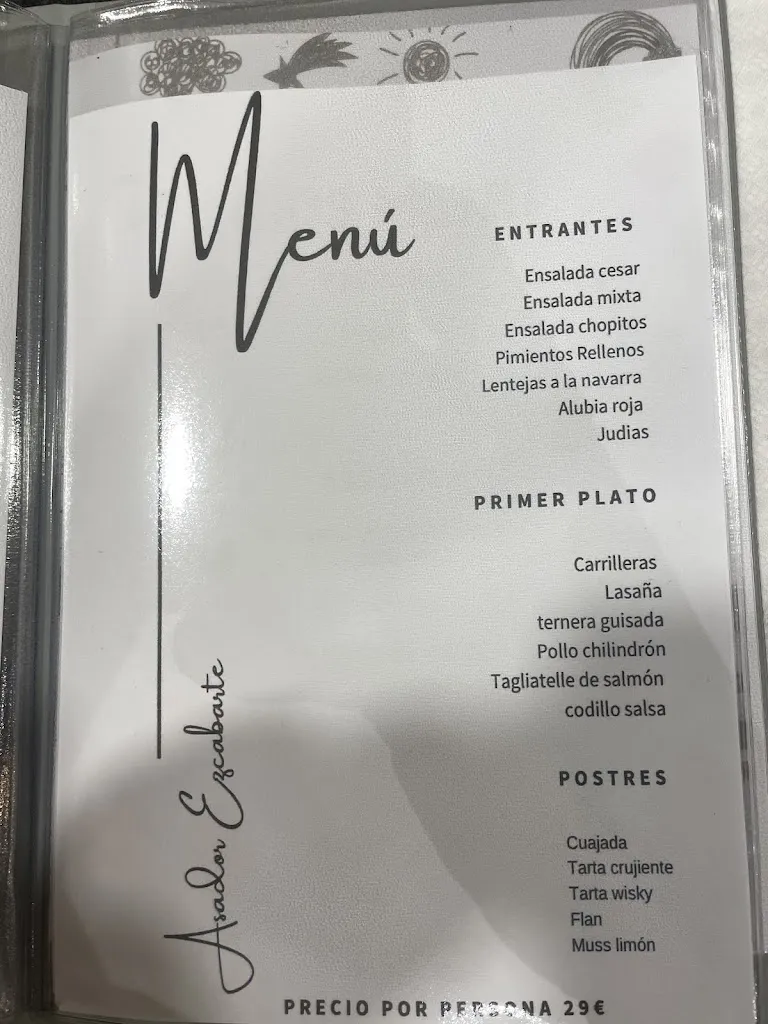 Menú
ENTRANTES
Ensalada cesar
Ensalada mixta
Ensalada chopitos
Pimientos Rellenos
Lentejas a la navarra
Alubia roja
Judias
PRIMER PLATO
Carrilleras
Lasaña
ternera guisada
Pollo chilindrón
Tagliatelle de salmón
codillo salsa
POSTRES
Cuajada
Tarta crujiente
Tarta wisky
Flan
Muss limón
Asador Ezcabarte
PRECIO POR PERSONA 29€